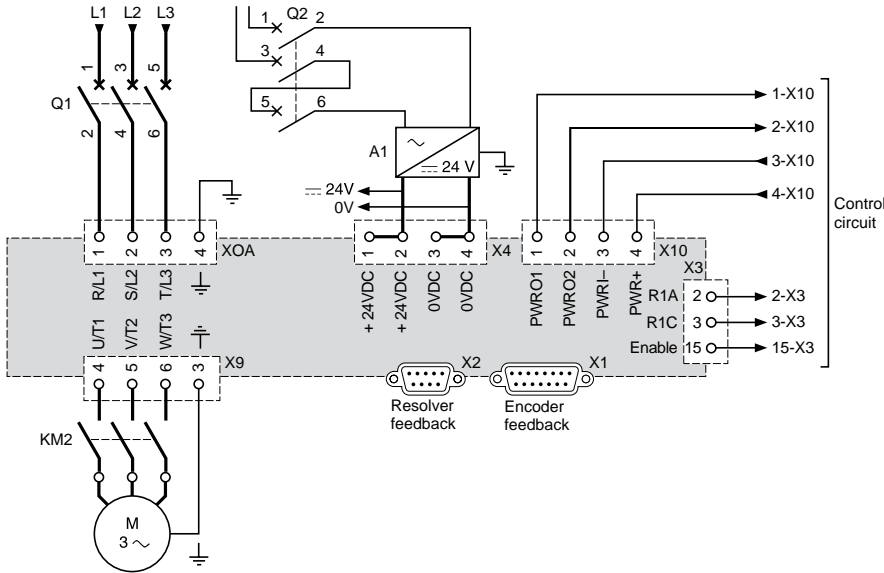 L1 L2 L3
1 3 5
Q1
2 4 6
1 Q2 2
3 4
5 6
A1
24 V
24V
0V
1-X10
2-X10
3-X10
4-X10
Control
circuit
1 2 3 4 XOA
R/L1 S/L2 T/L3
1 2 3 4 X4
+ 24VDC + 24VDC 0VDC 0VDC
1 2 3 4 X10
PWRO1 PWRO2 PWRI– PWR+
X3
R1A 2 2-X3
R1C 3 3-X3
Enable 15 15-X3
U/T1 V/T2 W/T3
4 5 6 3 X9
X2
Resolver
feedback
X1
Encoder
feedback
KM2
M
3